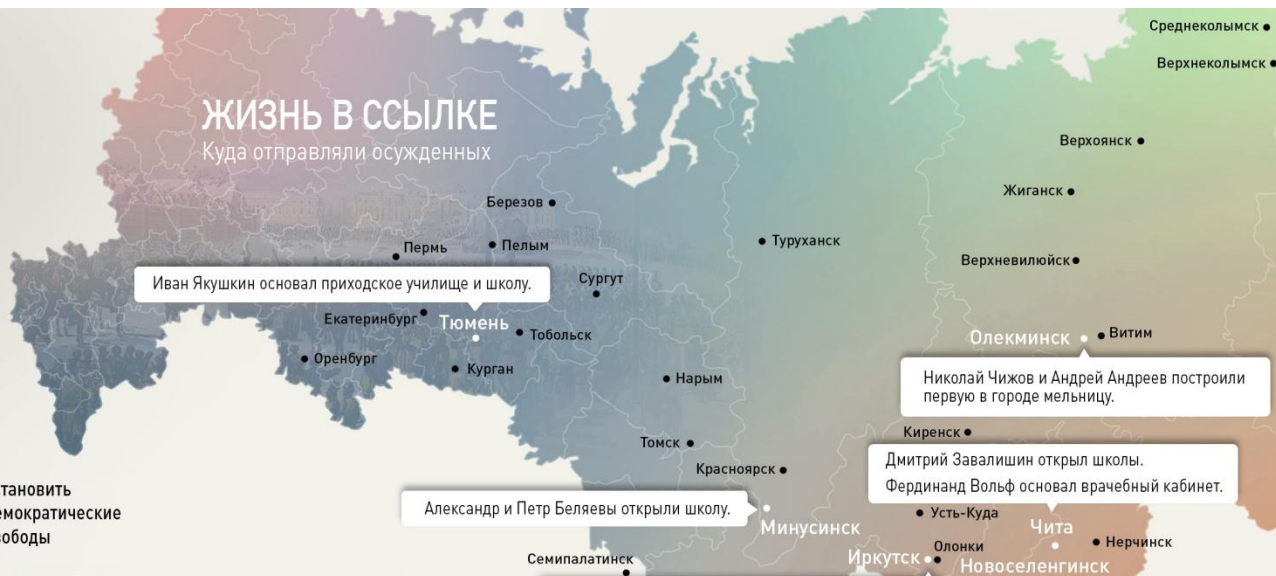 Среднеколымск
Верхнеколымск
ЖИЗНЬ В ССЫЛКЕ
Куда отправляли осужденных
Верхоянск
Жиганск
Березов
Пермь
Пелым
Туруханск
Верхневилюйск
Иван Якушкин основал приходское училище и школу.
Сургут
Екатеринбург
Тюмень
Тобольск
Олекминск
Витим
Оренбург
Курган
Нарым
Николай Чижов и Андрей Андреев построили
первую в городе мельницу.
Киренск
Томск
Красноярск
Дмитрий Завалишин открыл школы.
Фердинанд Вольф основал врачебный кабинет.
тановить
емократические
ободы
Александр и Петр Беляевы открыли школу.
Минусинск
Усть-Куда
Чита
Нерчинск
Иркутск
Олонки
Новоселенгинск
Семипалатинск